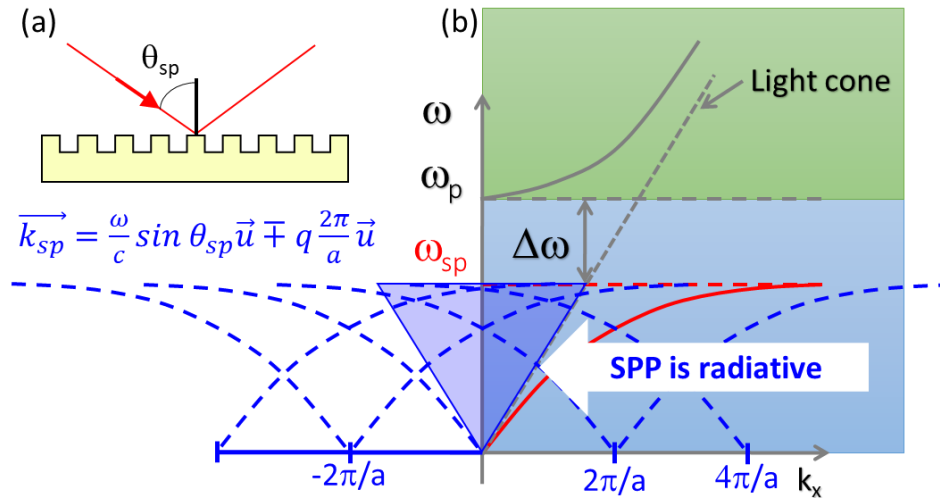 (a)
θsp
(b)
Light cone
ω
ωp
k⃗sp = ω/c sin θsp u⃗ ∓ q 2π/a u⃗
ωsp
Δω
SPP is radiative
-2π/a
2π/a
4π/a
kx